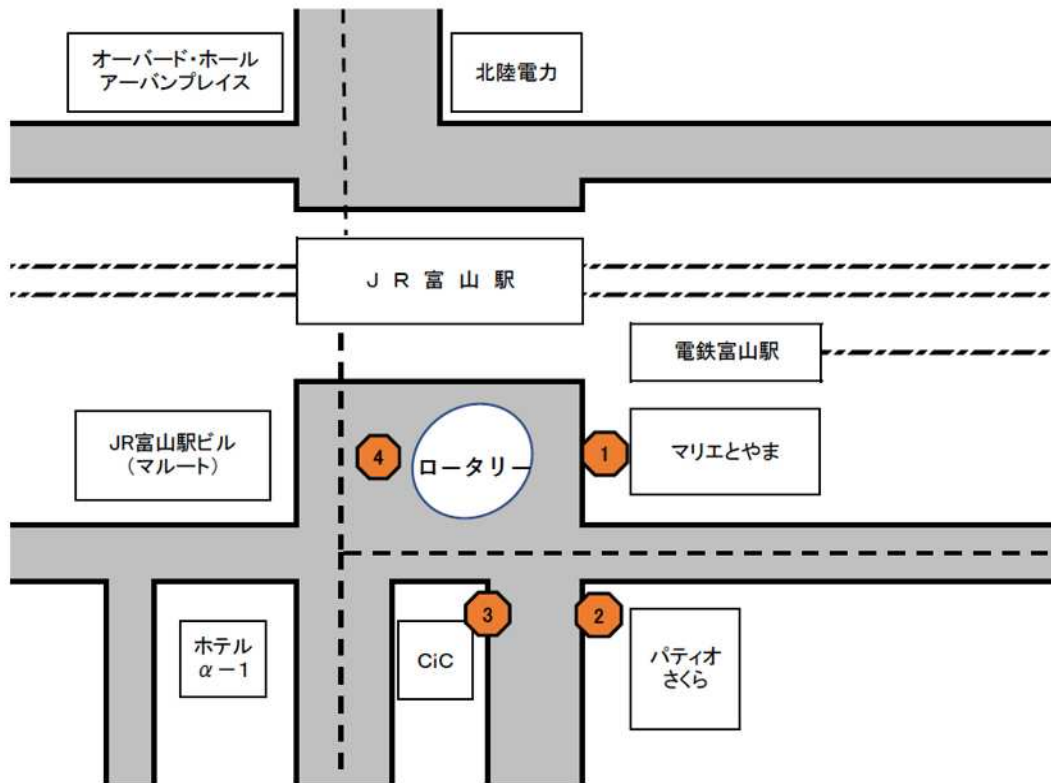 オーバード・ホール
アーバンプレイス
北陸電力
ＪＲ富山駅
電鉄富山駅
JR富山駅ビル
（マルート）
4
ロータリー
1
マリエとやま
ホテル
α－1
CiC
3
2
パティオ
さくら